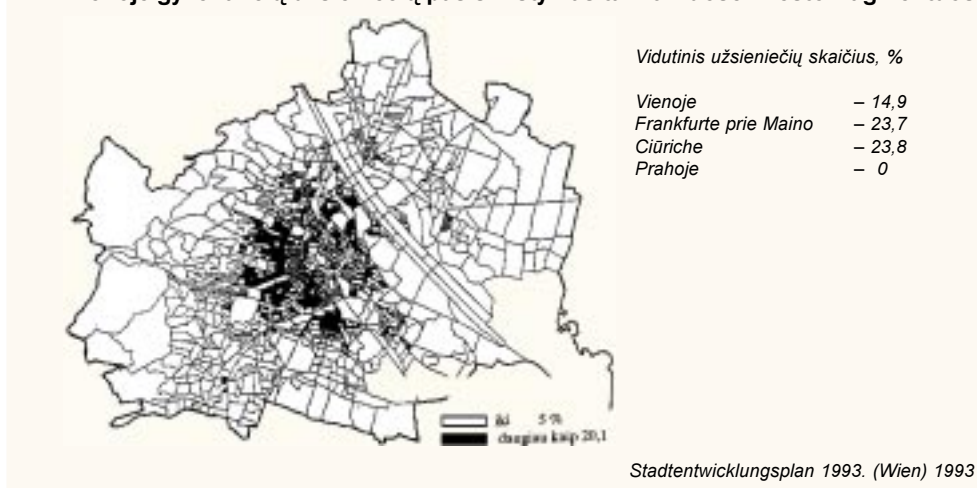 Vidutinis užsieniečių skaičius, %
Vienoje – 14,9
Frankfurte prie Maino – 23,7
Ciūriche – 23,8
Prahoje – 0
iki 5 %
daugiau kaip 20,1
Stadtentwicklungsplan 1993. (Wien) 1993